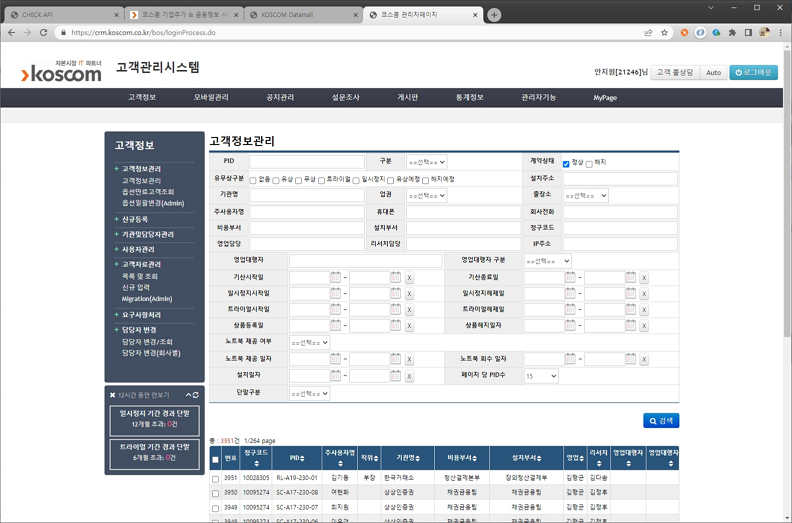 CHECK API
코스콤 기업주가 & 금융정보 서
KOSCOM Datamall
코스콤 관리자페이지
https://crm.koscom.co.kr/bos/loginProcess.do
자본시장 IT 파트너
koscom 고객관리시스템
안지원[21246]님 고객 콜상담 Auto 로그아웃
고객정보 모바일관리 공지관리 설문조사 게시판 통계정보 관리자기능 MyPage
고객정보
고객정보관리
고객정보관리
옵션만료고객조회
옵션일괄변경(Admin)
신규등록
기관및담당자관리
사용자관리
고객자료관리
목록 및 조회
신규 입력
Migration(Admin)
요구사항처리
담당자 변경
담당자 변경/조회
담당자 변경(회사별)
12시간 동안 안보기
일시정지 기간 경과 단말
12개월 초과: 0건
트라이얼 기간 경과 단말
6개월 초과: 0건
고객정보관리
PID 구분 ==선택== 계약상태 정상 해지
유무상구분 없음 유상 무상 트라이얼 일시정지 유상예정 해지예정 설치주소
기관명 업권 ==선택== 출장소 ==선택==
주사용자명 휴대폰 회사전화
비용부서 설치부서 청구코드
영업담당 리서치담당 IP주소
영업대행자 영업대행자 구분 ==선택==
기산시작일 ~ X 기산종료일 ~ X
일시정지시작일 ~ X 일시정지해제일 ~ X
트라이얼시작일 ~ X 트라이얼해제일 ~ X
상품등록일 ~ X 상품해지일자 ~ X
노트북 제공 여부 ==선택==
노트북 제공 일자 ~ X 노트북 회수 일자 ~ X
설치일자 ~ X 페이지 당 PID수 15
단말구분 ==선택==
검색
총 : 3951건 1/264 page
번호 청구코드 PID 주사용자명 직위 기관명 비용부서 설치부서 영업 리서치 영업대행자 영업대행자
3951 10028305 RL-A19-230-01 김기동 부장 한국거래소 청산결제본부 장외청산결제부 김형균 김다솔
3950 10095274 SC-A17-230-08 여현화 상상인증권 채권금융팀 채권금융팀 김형균 김정후
3949 10095274 SC-A17-230-07 최지원 상상인증권 채권금융팀 채권금융팀 김형균 김정후